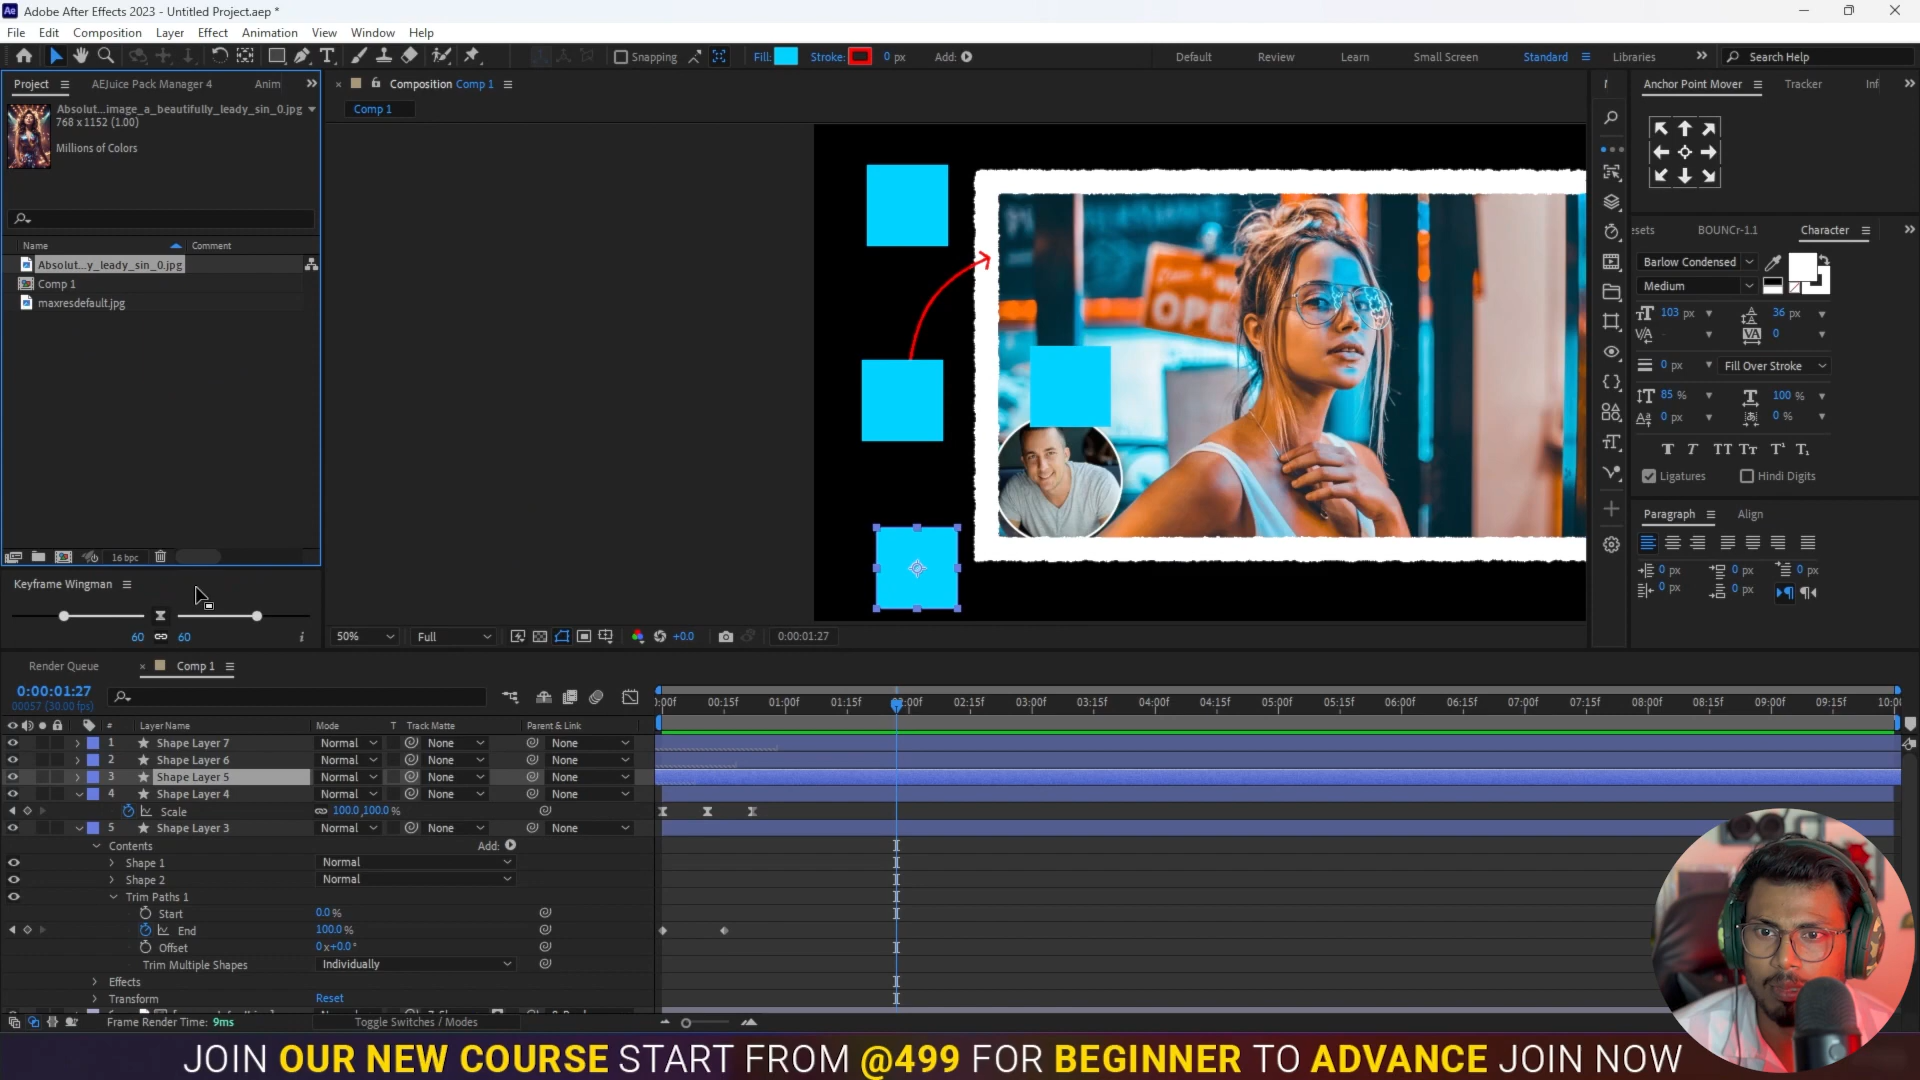 Adobe After Effects 2023 - Untitled Project.aep *
File Edit Composition Layer Effect Animation View Window Help
Snapping Fill: Stroke: 0 px Add: Default Review Learn Small Screen Standard Libraries Search Help
Project AEJuice Pack Manager 4 Anim
Absolut...image_a_beautifully_leady_sin_0.jpg
768 x 1152 (1.00)
Millions of Colors
Name Comment
Absolut...y_leady_sin_0.jpg
Comp 1
maxresdefault.jpg
16 bpc
Keyframe Wingman
60 60
Composition Comp 1
Comp 1
OPE
50% Full +0.0 0:00:01:27
Anchor Point Mover Tracker Inf
esets BOUNCr-1.1 Character
Barlow Condensed
Medium
103 px 36 px
0
0 px Fill Over Stroke
85 % 100 %
0 px 0 %
Ligatures Hindi Digits
Paragraph Align
0 px 0 px 0 px
0 px 0 px
Render Queue Comp 1
0:00:01:27
00057 (30.00 fps)
:00f 00:15f 01:00f 01:15f 02:00f 02:15f 03:00f 03:15f 04:00f 04:15f 05:00f 05:15f 06:00f 06:15f 07:00f 07:15f 08:00f 08:15f 09:00f 09:15f 10:0
# Layer Name Mode T Track Matte Parent & Link
1 Shape Layer 7 Normal None None
2 Shape Layer 6 Normal None None
3 Shape Layer 5 Normal None None
4 Shape Layer 4 Normal None None
Scale 100.0,100.0 %
5 Shape Layer 3 Normal None None
Contents Add:
Shape 1 Normal
Shape 2 Normal
Trim Paths 1
Start 0.0 %
End 100.0 %
Offset 0 x+0.0 °
Trim Multiple Shapes Individually
Effects
Transform Reset
Frame Render Time: 9ms Toggle Switches / Modes
JOIN OUR NEW COURSE START FROM @499 FOR BEGINNER TO ADVANCE JOIN NOW